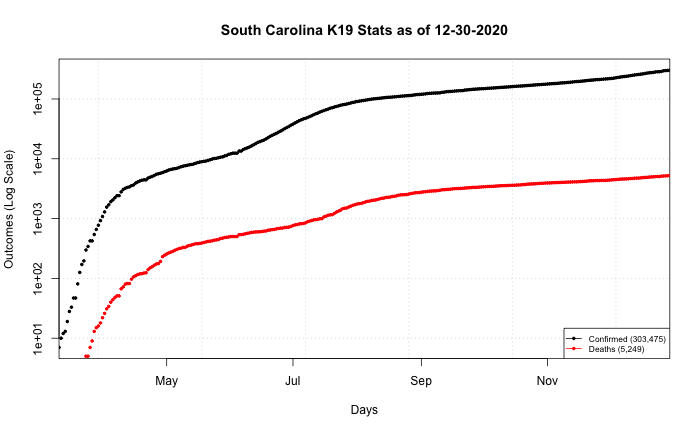 South Carolina K19 Stats as of 12-30-2020
Outcomes (Log Scale)
1e+05
1e+04
1e+03
1e+02
1e+01
Confirmed (303,475)
Deaths (5,249)
May Jul Sep Nov
Days